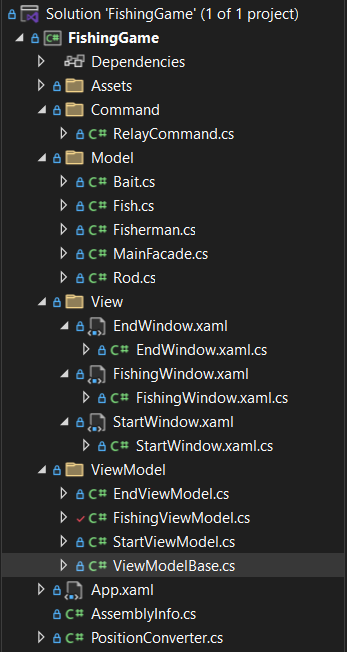 Solution 'FishingGame' (1 of 1 project)
FishingGame
Dependencies
Assets
Command
C# RelayCommand.cs
Model
C# Bait.cs
C# Fish.cs
C# Fisherman.cs
C# MainFacade.cs
C# Rod.cs
View
EndWindow.xaml
C# EndWindow.xaml.cs
FishingWindow.xaml
C# FishingWindow.xaml.cs
StartWindow.xaml
C# StartWindow.xaml.cs
ViewModel
C# EndViewModel.cs
C# FishingViewModel.cs
C# StartViewModel.cs
C# ViewModelBase.cs
App.xaml
C# AssemblyInfo.cs
C# PositionConverter.cs